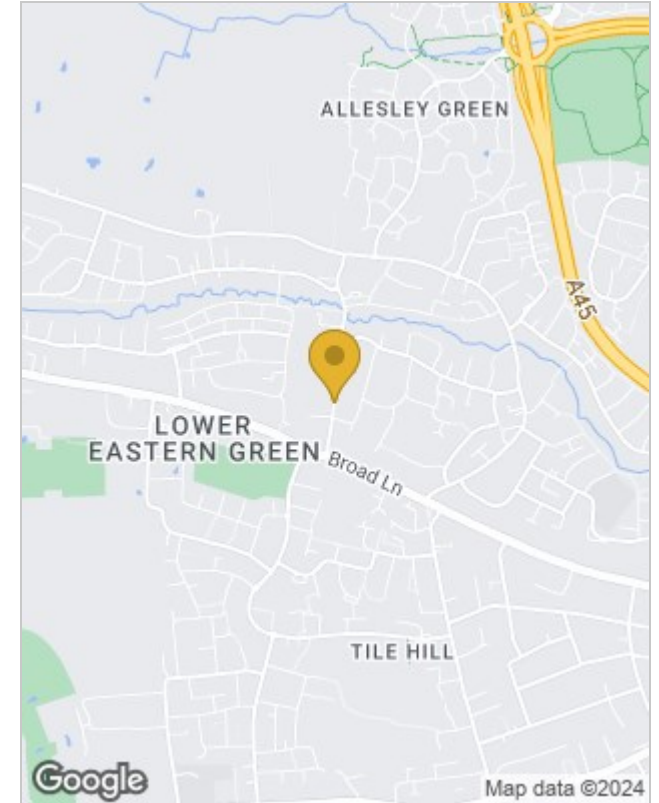 ALLESLEY GREEN
A45
LOWER
EASTERN GREEN
Broad Ln
TILE HILL
Google
Map data ©2024